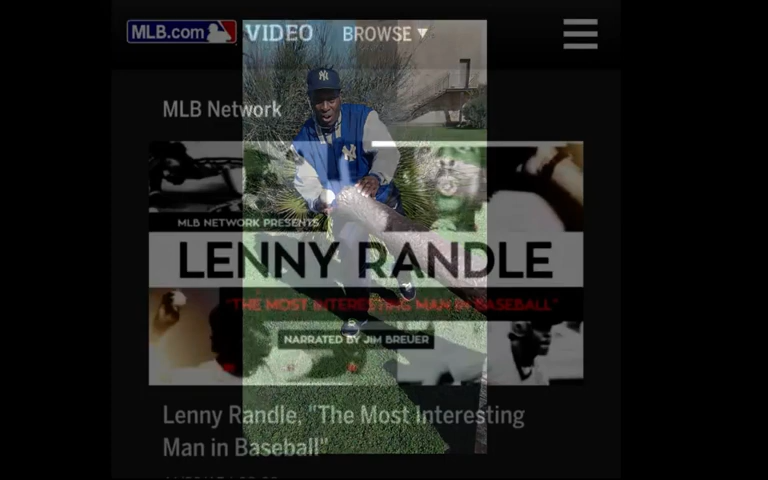 MLB.com VIDEO BROWSE
MLB Network
MLB NETWORK PRESENTS
LENNY RANDLE
"THE MOST INTERESTING MAN IN BASEBALL"
NARRATED BY JIM BREUER
Lenny Randle, "The Most Interesting
Man in Baseball"